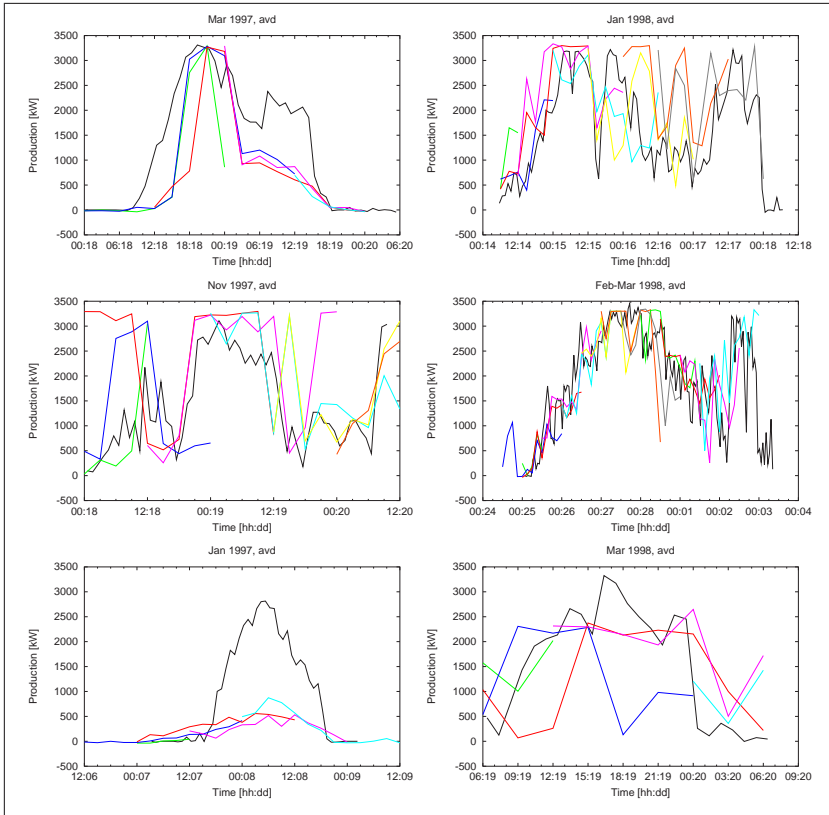 Mar 1997, avd
Production [kW]
3500
3000
2500
2000
1500
1000
500
0
-500
00:18 06:18 12:18 18:18 00:19 06:19 12:19 18:19 00:20 06:20
Time [hh:dd]
Jan 1998, avd
Production [kW]
3500
3000
2500
2000
1500
1000
500
0
-500
00:14 12:14 00:15 12:15 00:16 12:16 00:17 12:17 00:18 12:18
Time [hh:dd]
Nov 1997, avd
Production [kW]
3500
3000
2500
2000
1500
1000
500
0
-500
00:18 12:18 00:19 12:19 00:20 12:20
Time [hh:dd]
Feb-Mar 1998, avd
Production [kW]
3500
3000
2500
2000
1500
1000
500
0
-500
00:24 00:25 00:26 00:27 00:28 00:01 00:02 00:03 00:04
Time [hh:dd]
Jan 1997, avd
Production [kW]
3500
3000
2500
2000
1500
1000
500
0
-500
12:06 00:07 12:07 00:08 12:08 00:09 12:09
Time [hh:dd]
Mar 1998, avd
Production [kW]
3500
3000
2500
2000
1500
1000
500
0
-500
06:19 09:19 12:19 15:19 18:19 21:19 00:20 03:20 06:20 09:20
Time [hh:dd]